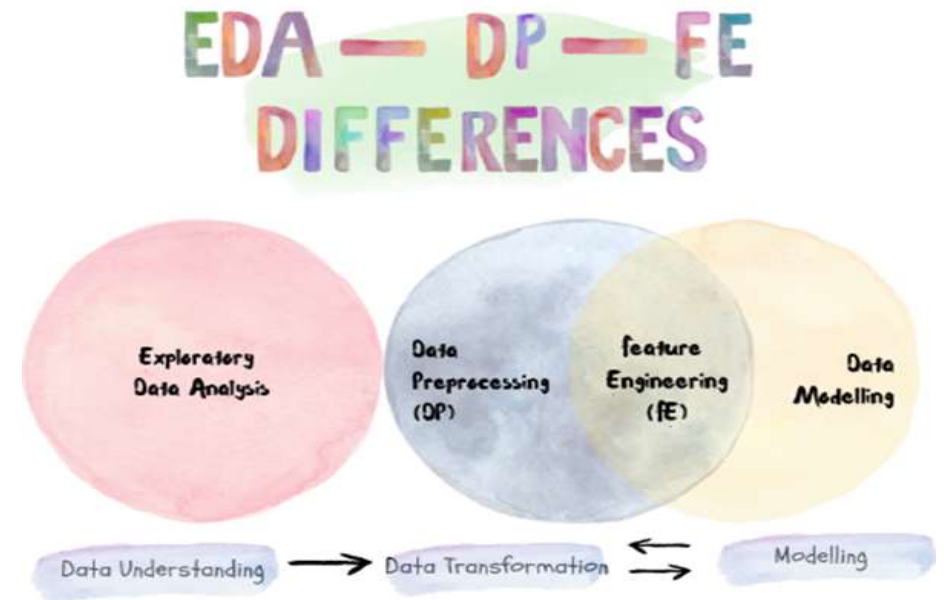 EDA — DP — FE
DIFFERENCES
Exploratory
Data Analysis
Data
Preprocessing
(DP)
feature
Engineering
(fE)
Data
Modelling
Data Understanding
Data Transformation
Modelling